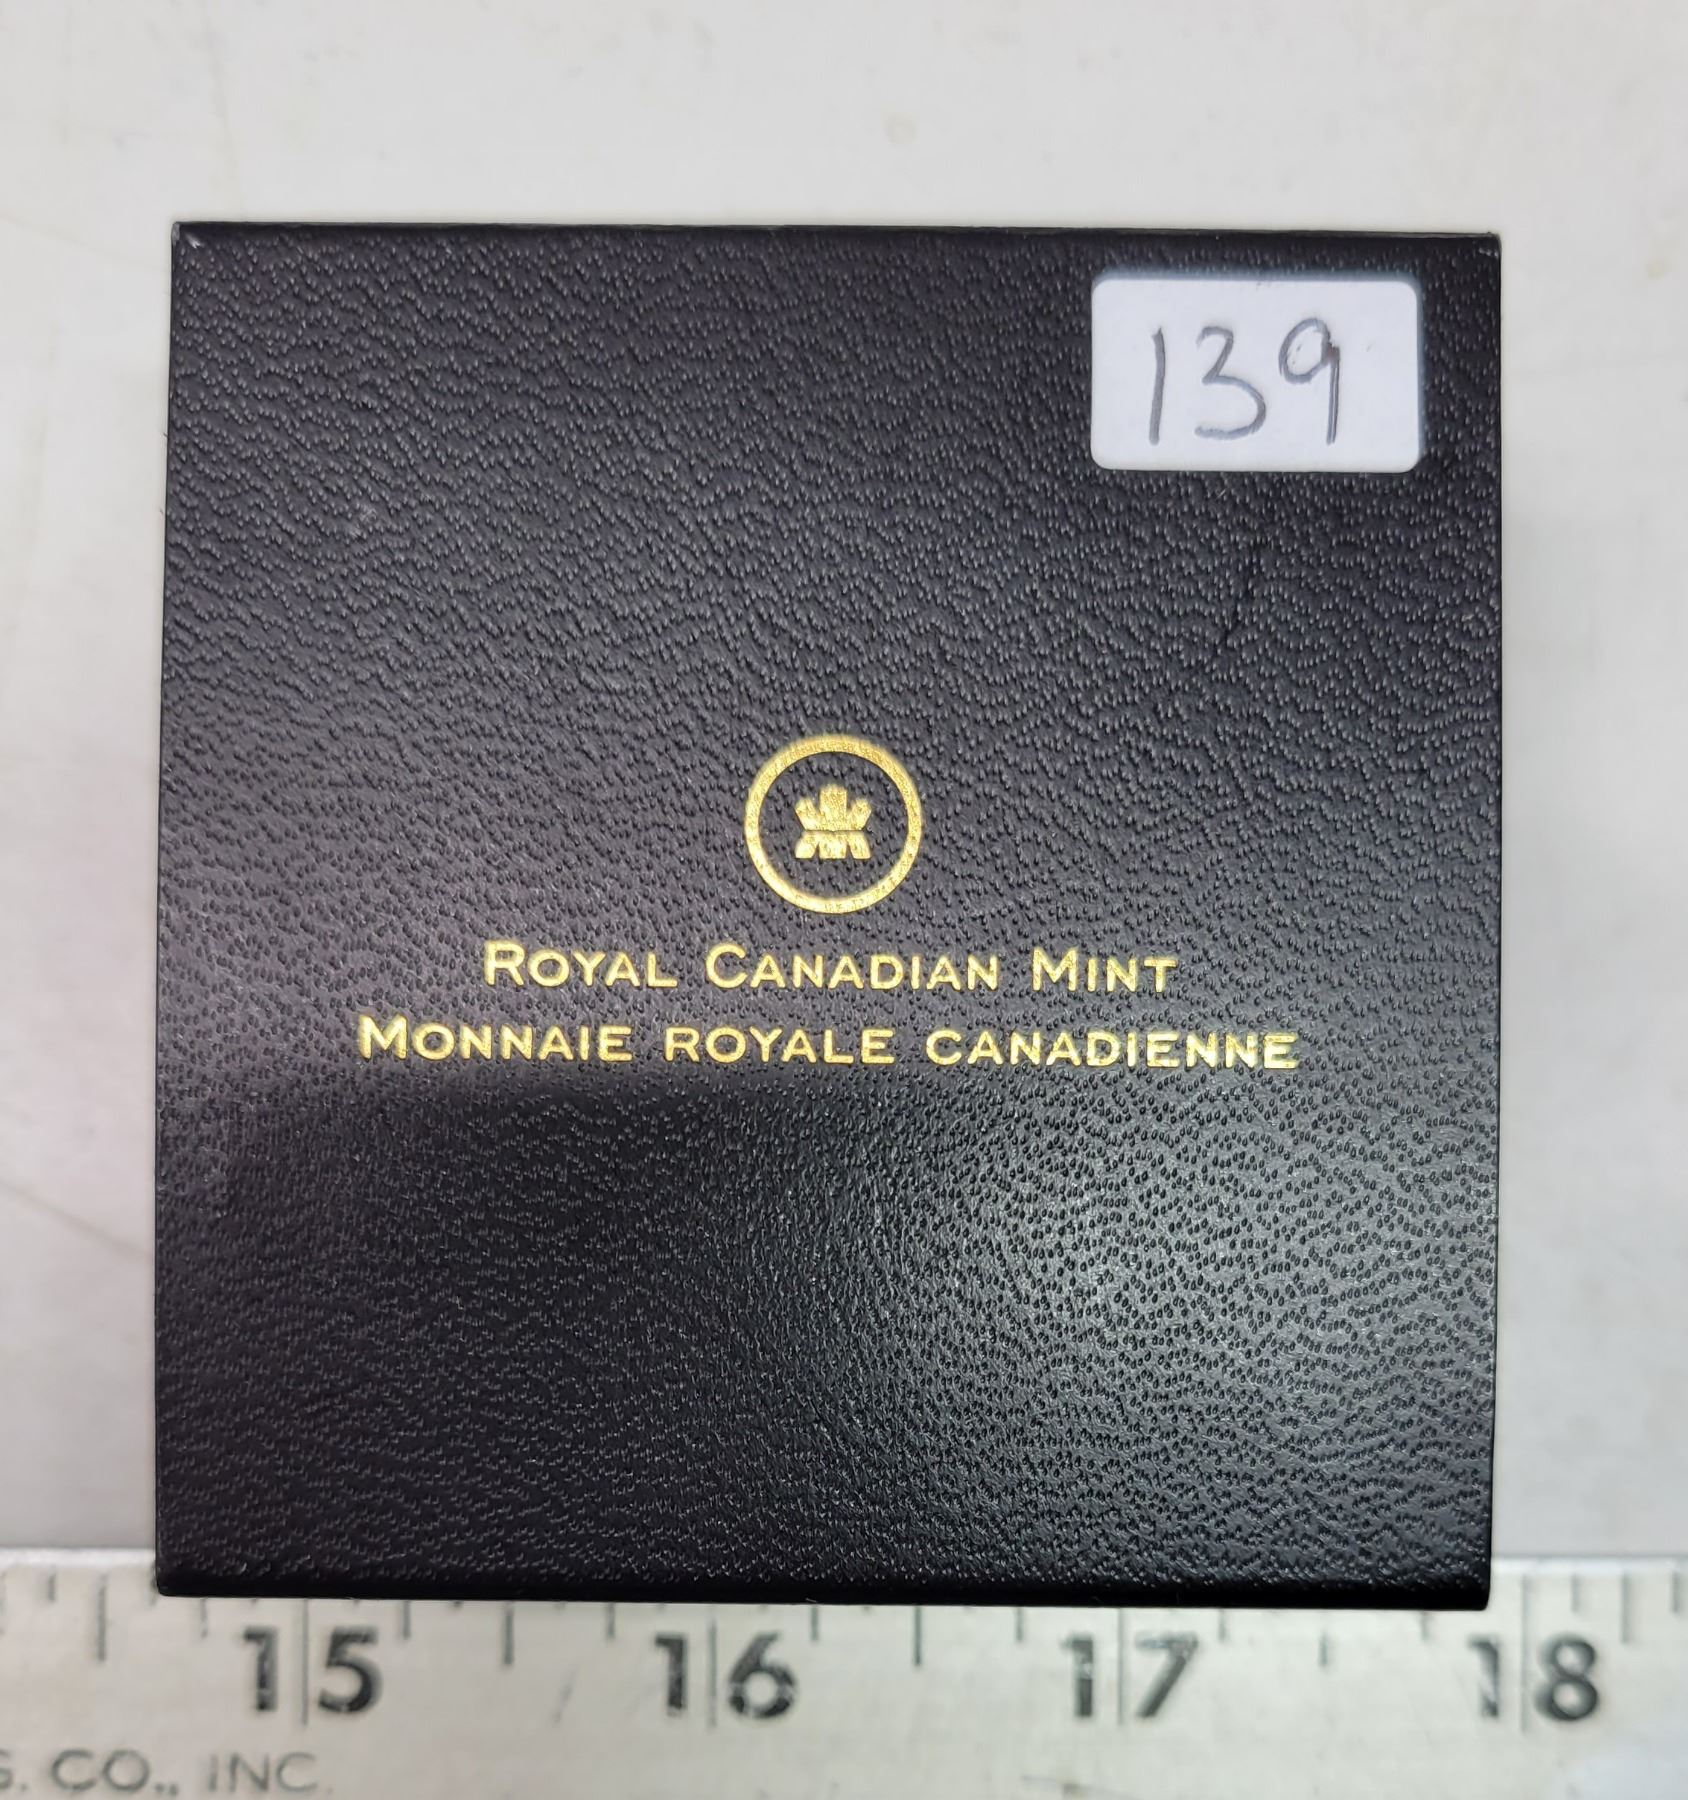 139
ROYAL CANADIAN MINT
MONNAIE ROYALE CANADIENNE
15 16 17 18
CO., INC.